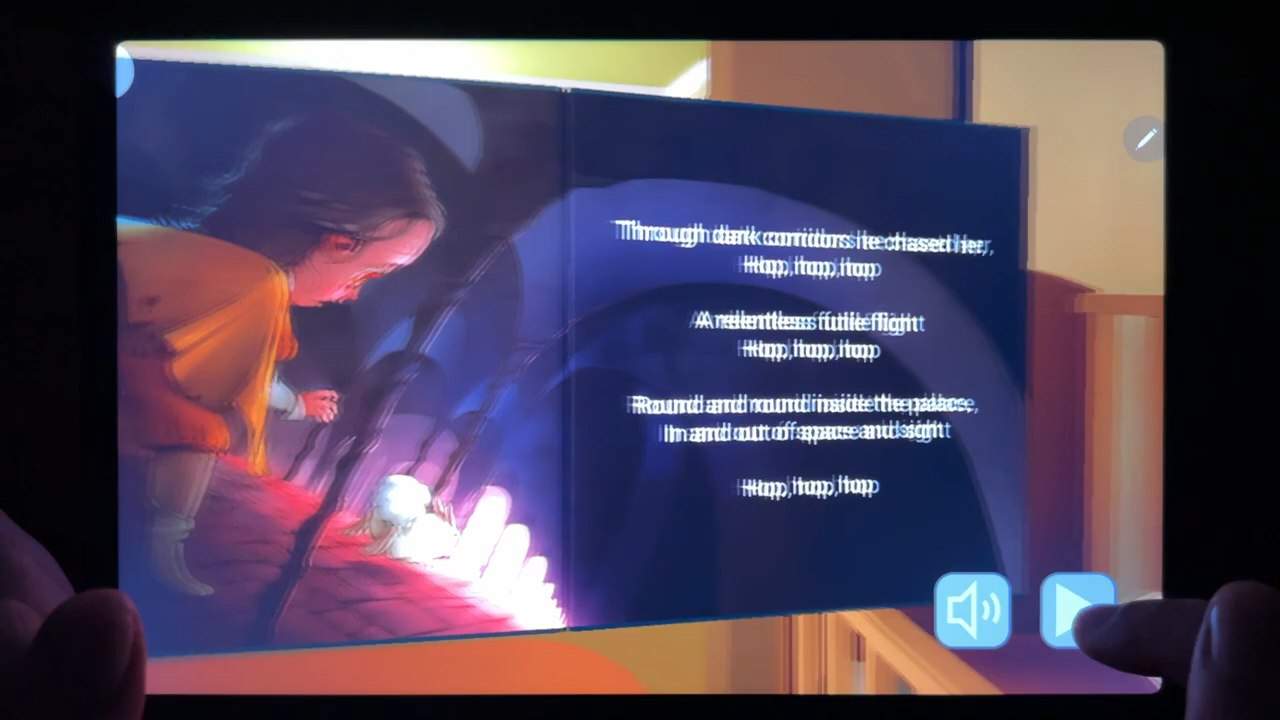 Through dark corridors he chased her,
Hop, hop, hop
A relentless futile flight
Hop, hop, hop
Round and round inside the palace,
In and out of space and sight
Hop, hop, hop